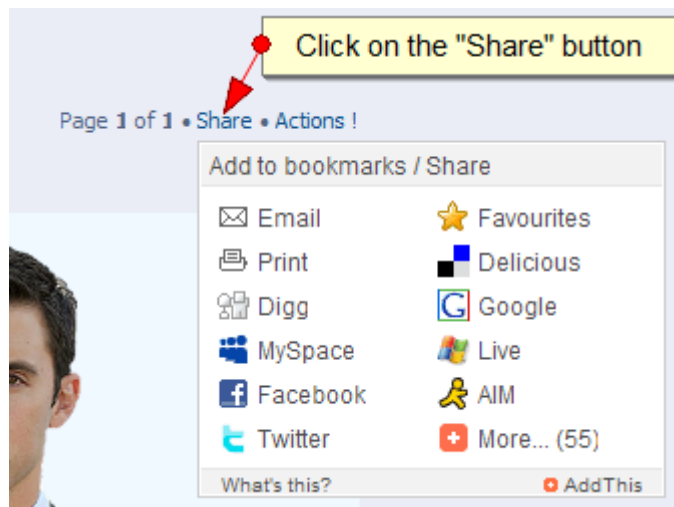 Click on the "Share" button
Page 1 of 1 • Share • Actions !
Add to bookmarks / Share
Email
Favourites
Print
Delicious
Digg
Google
MySpace
Live
Facebook
AIM
Twitter
More... (55)
What's this?
AddThis